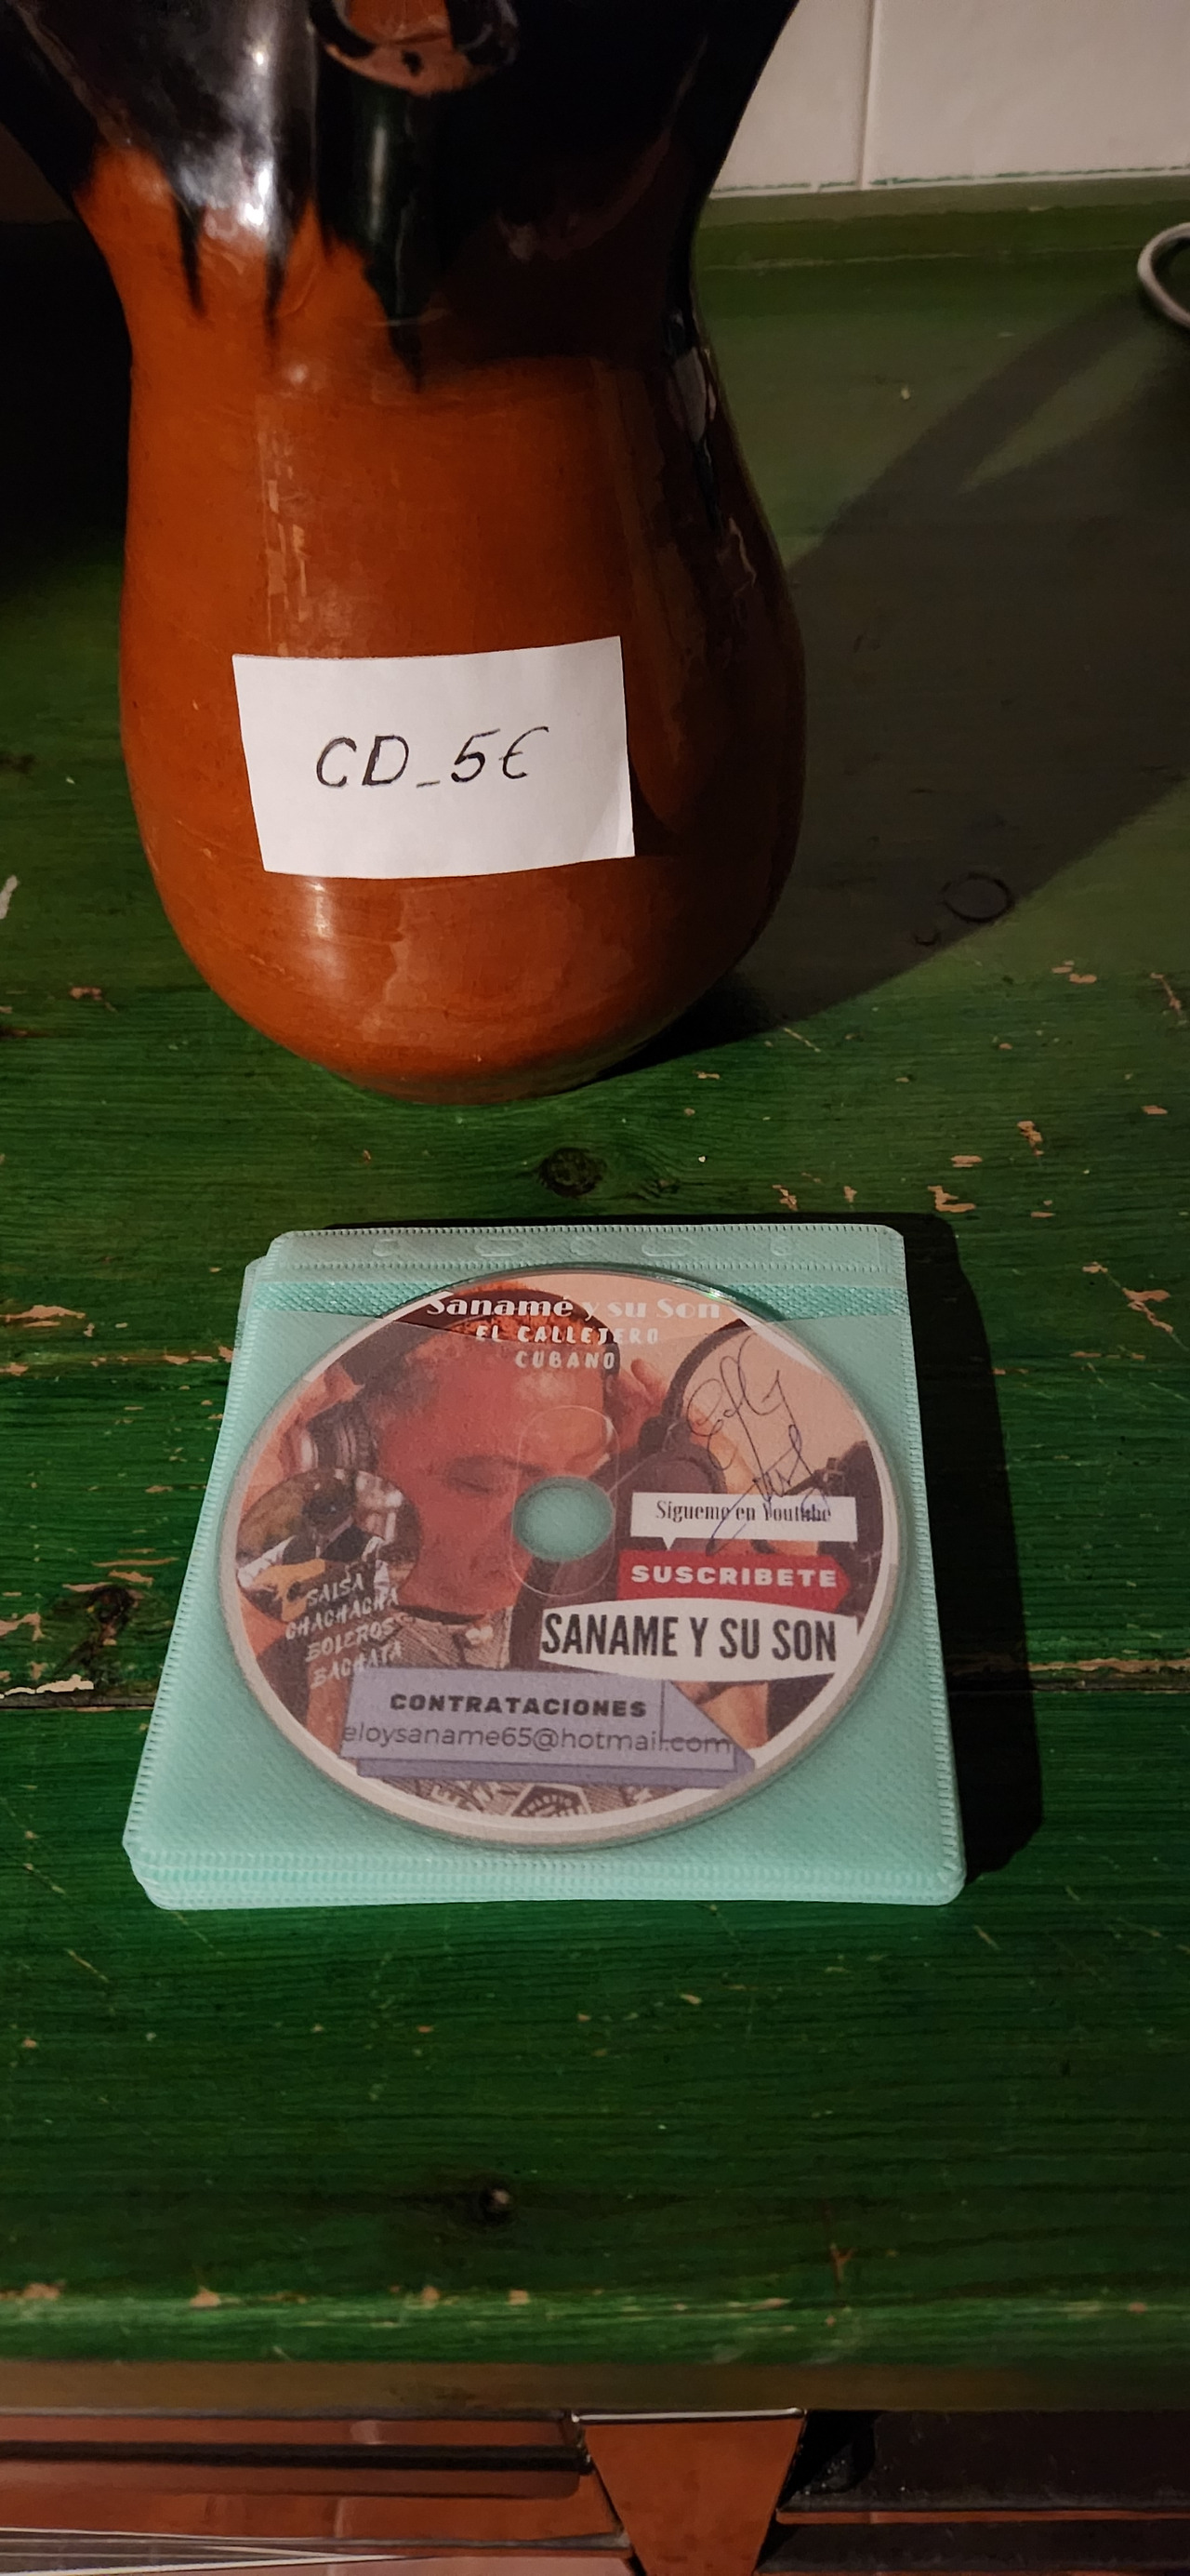 CD_5€
Sanamé y su Son
EL CALLEJERO
CUBANO
Sigueme en Youtube
SUSCRIBETE
SANAME Y SU SON
SALSA
CHACHACHA
BOLEROS
BACHATA
CONTRATACIONES
eloysaname65@hotmail.com